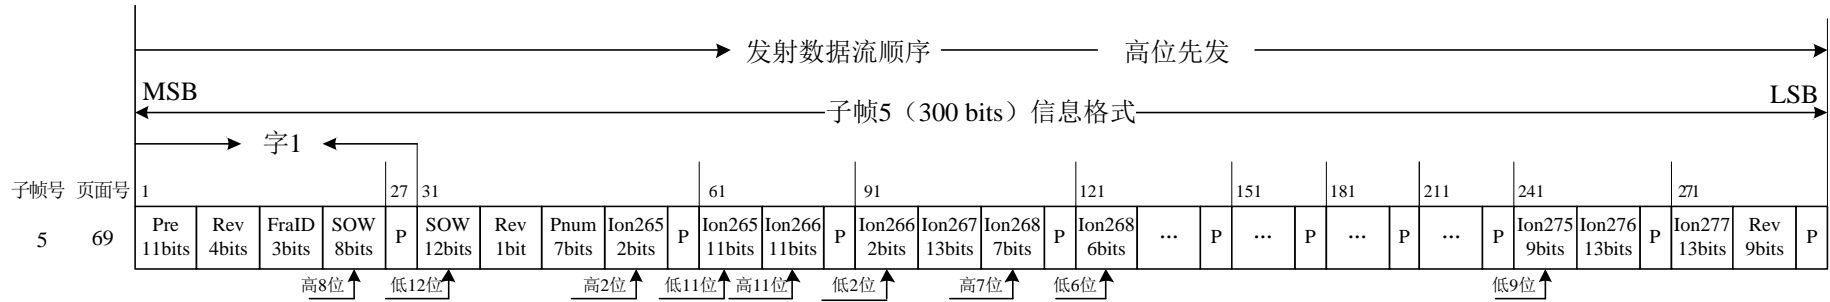 发射数据流顺序 高位先发
MSB LSB
子帧5（300 bits）信息格式
字1
子帧号 页面号 1 27 31 61 91 121 151 181 211 241 271
5 69 Pre 11bits Rev 4bits FraID 3bits SOW 8bits P SOW 12bits Rev 1bit Pnum 7bits Ion265 2bits P Ion265 11bits Ion266 11bits P Ion266 2bits Ion267 13bits Ion268 7bits P Ion268 6bits … P … P … P … P Ion275 9bits Ion276 13bits P Ion277 13bits Rev 9bits P
高8位 低12位 高2位 低11位 高11位 低2位 高7位 低6位 低9位